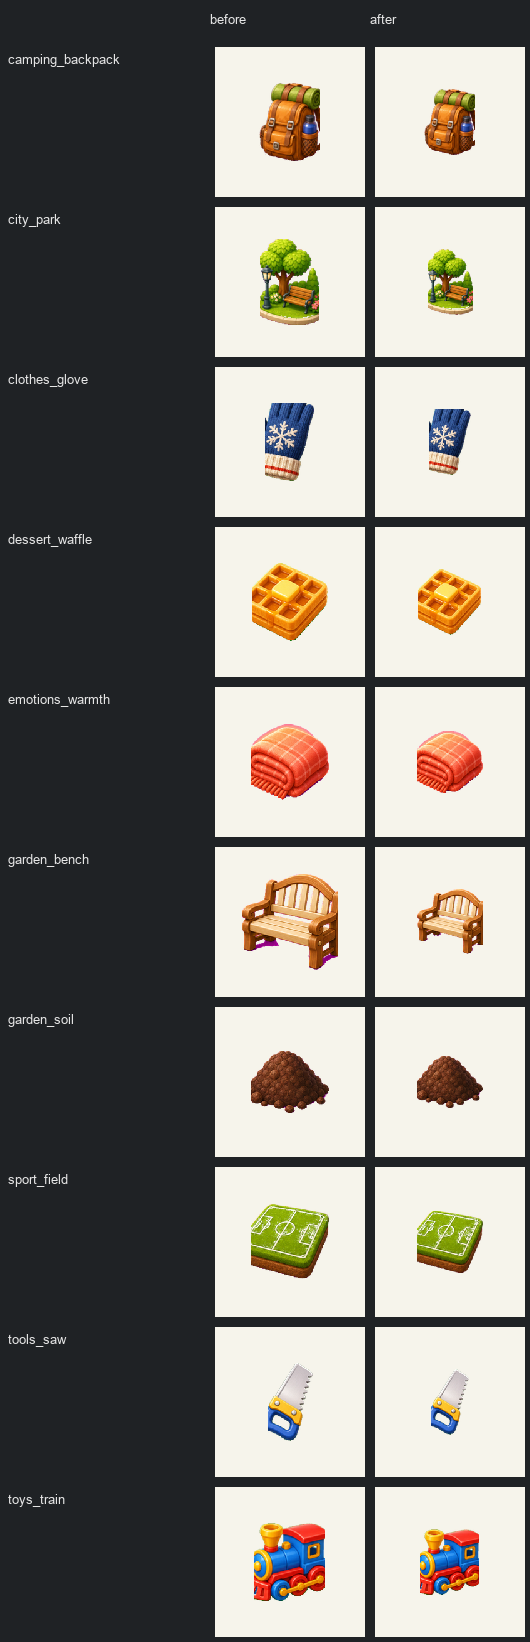 before after
camping_backpack
city_park
clothes_glove
dessert_waffle
emotions_warmth
garden_bench
garden_soil
sport_field
tools_saw
toys_train